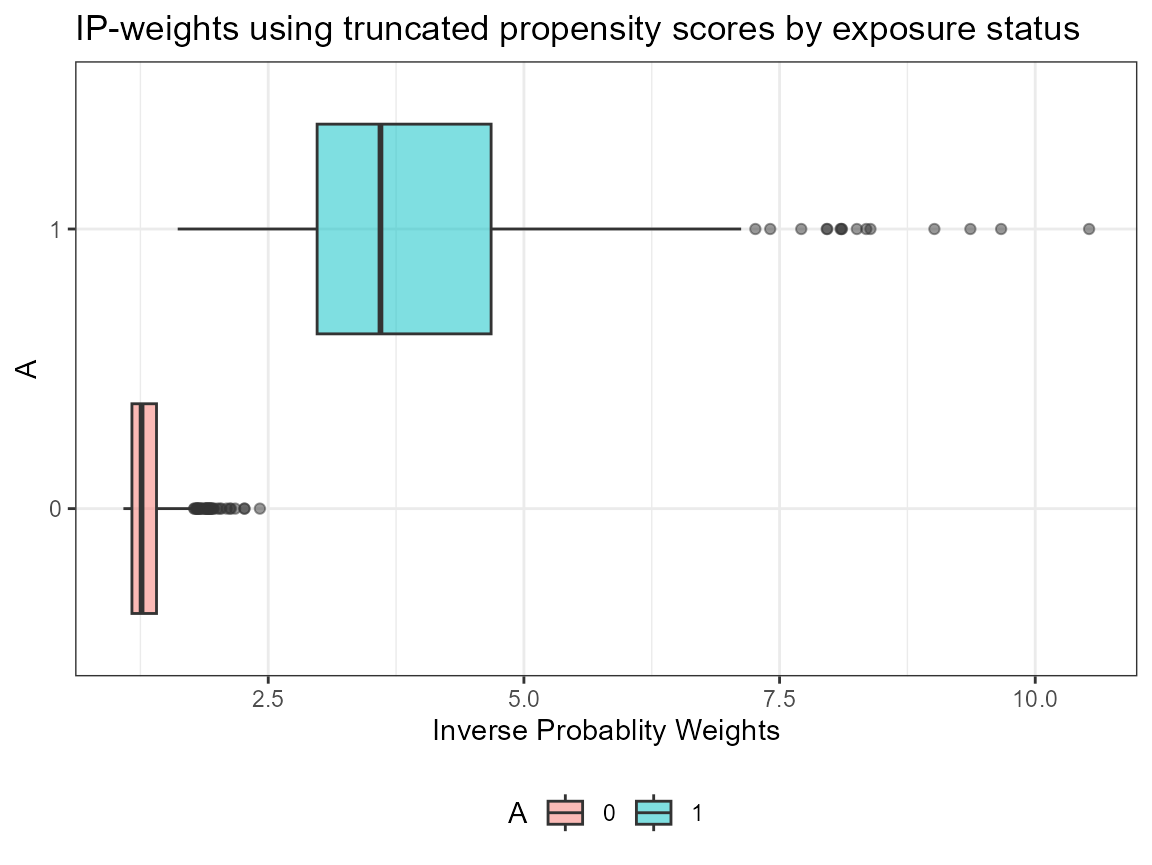 IP-weights using truncated propensity scores by exposure status
1
A
0
2.5 5.0 7.5 10.0
Inverse Probablity Weights
A 0 1